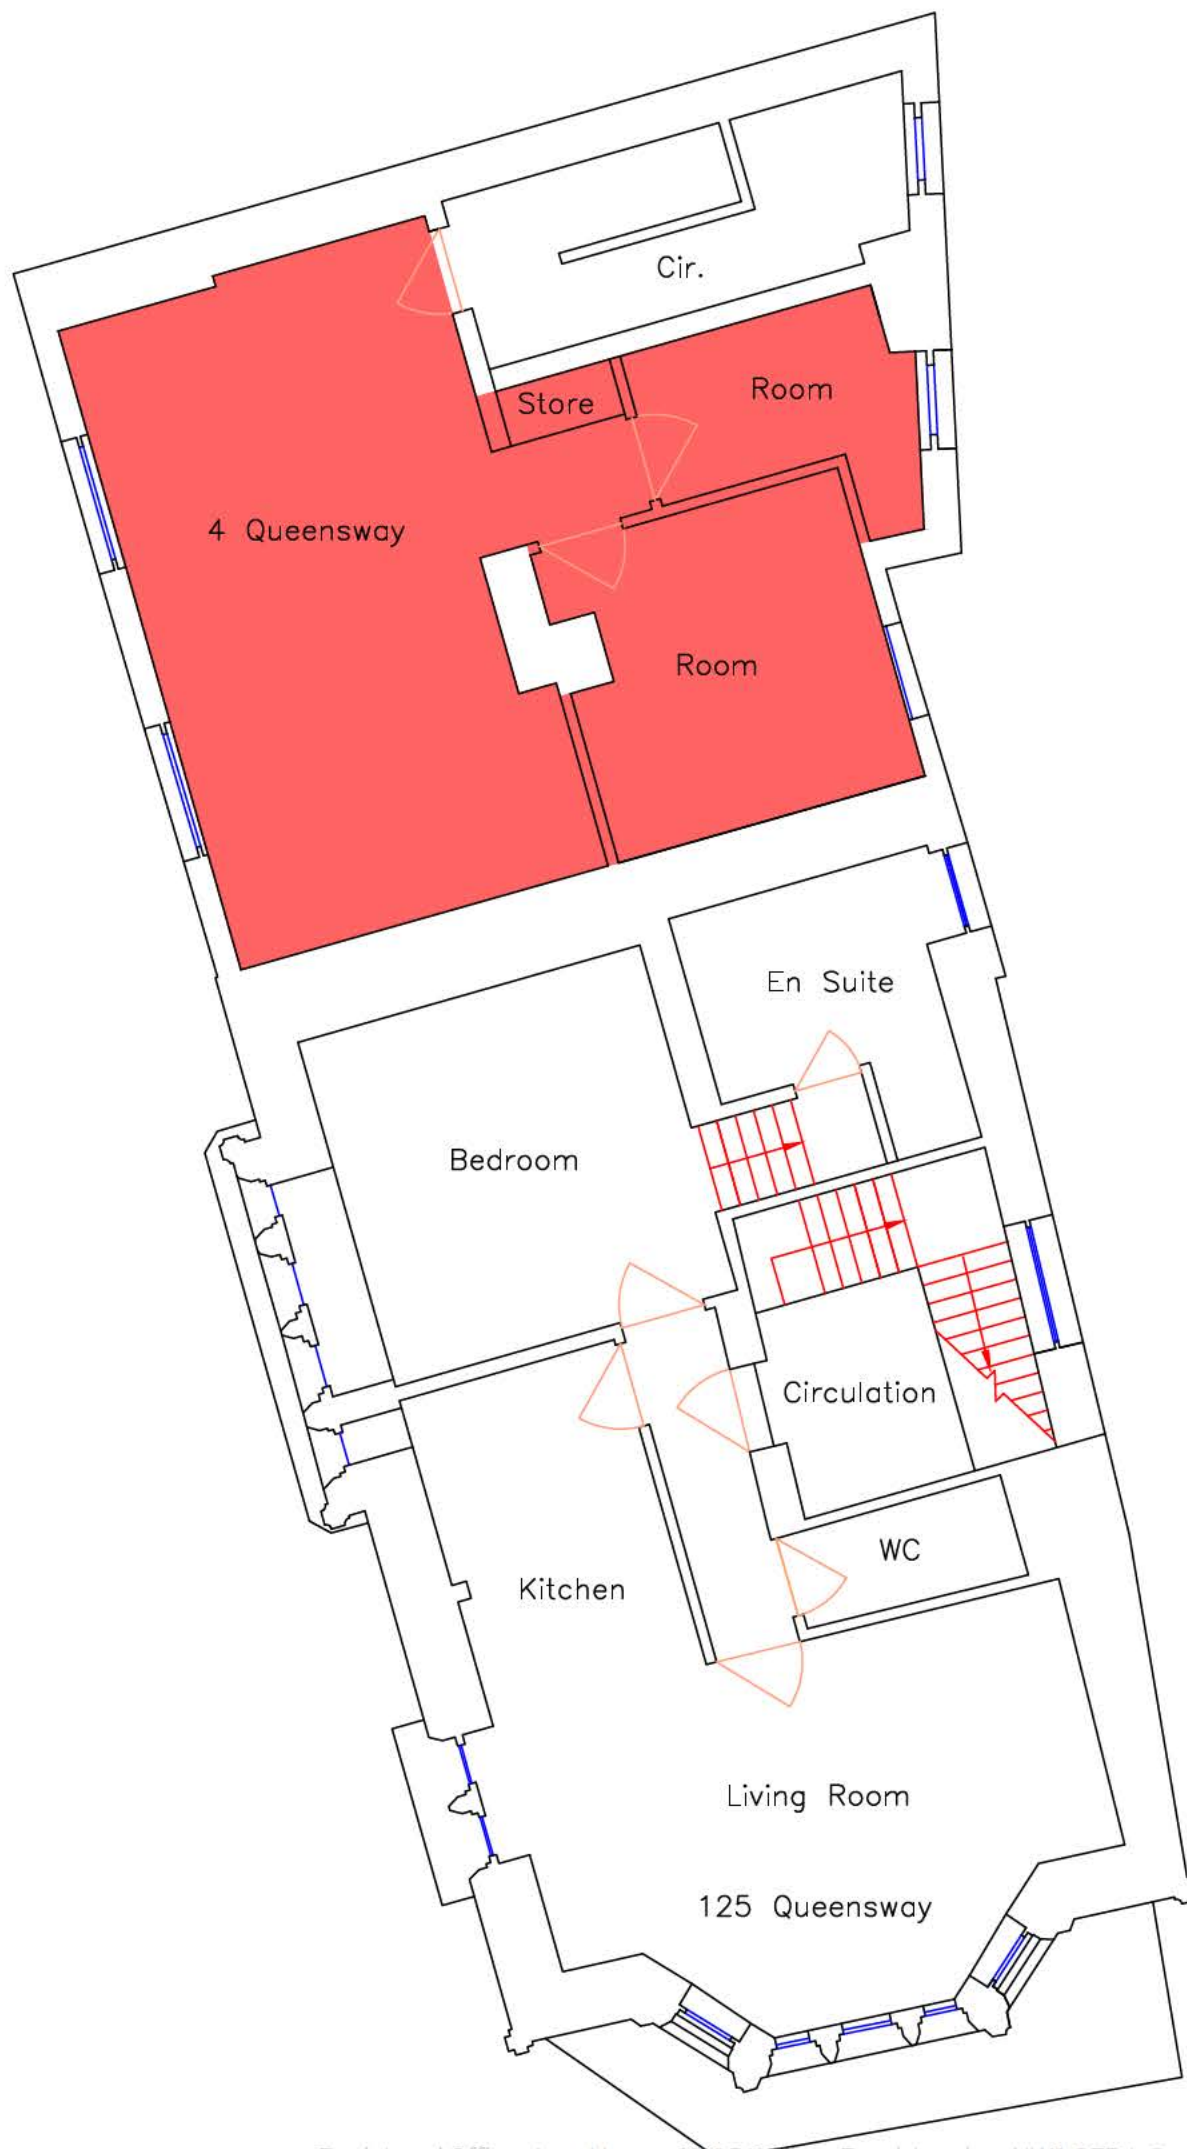 Cir.
Room
Store
4 Queensway
Room
En Suite
Bedroom
Circulation
WC
Kitchen
Living Room
125 Queensway